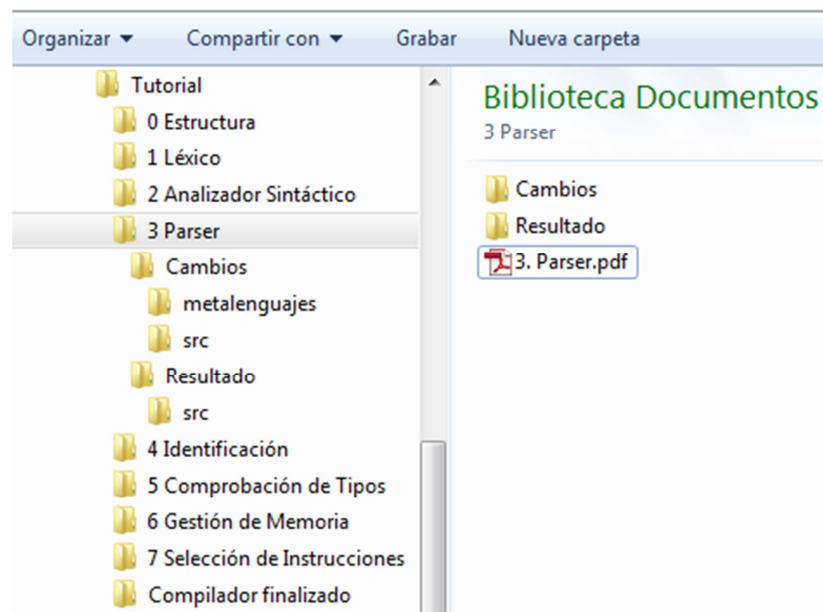 Organizar Compartir con Grabar Nueva carpeta
Tutorial
0 Estructura
1 Léxico
2 Analizador Sintáctico
3 Parser
Cambios
metalenguajes
src
Resultado
src
4 Identificación
5 Comprobación de Tipos
6 Gestión de Memoria
7 Selección de Instrucciones
Compilador finalizado
Biblioteca Documentos
3 Parser
Cambios
Resultado
3. Parser.pdf